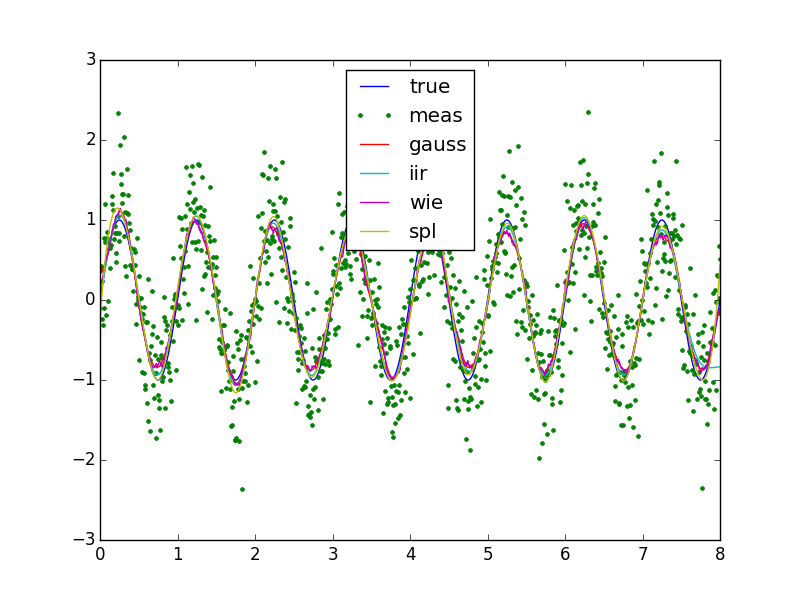 3
2
1
0
−1
−2
−3
0 1 2 3 4 5 6 7 8
true
meas
gauss
iir
wie
spl